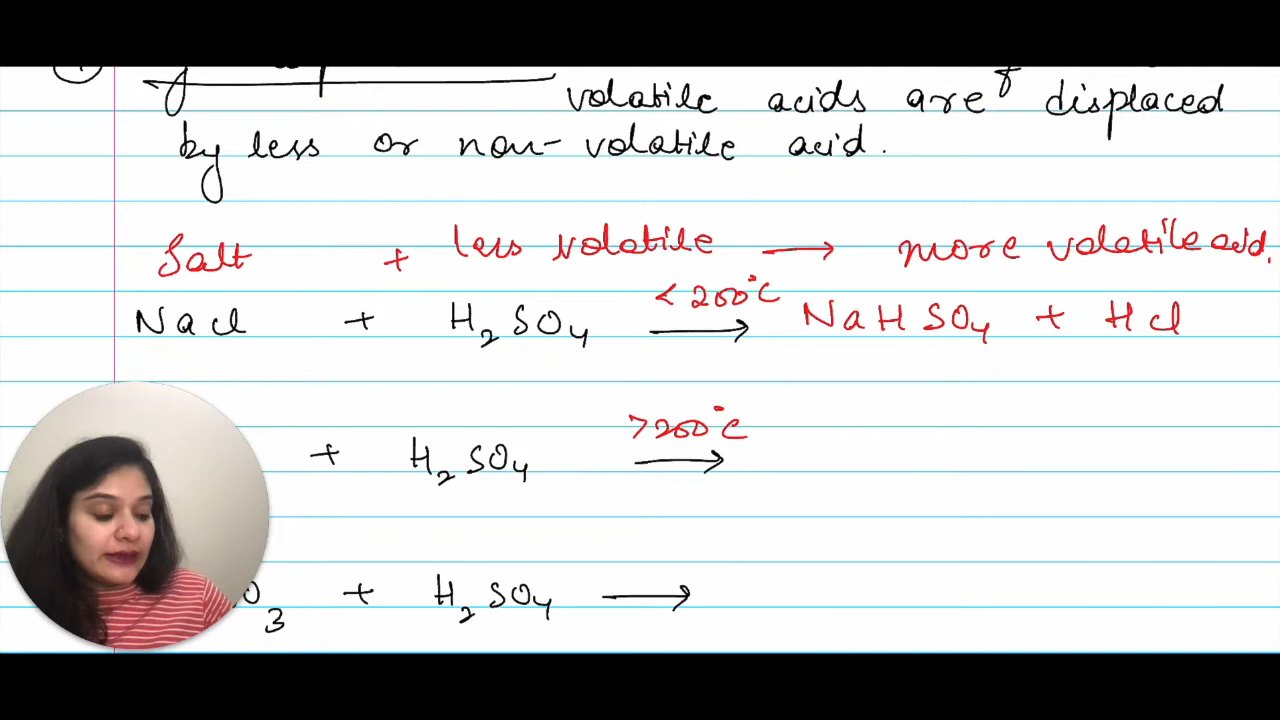 volatile acids are displaced
by less or non-volatile acid.
Salt + less volatile → more volatile acid.
NaCl + H2SO4 <200°C → NaHSO4 + HCl
+ H2SO4 >200°C →
O3 + H2SO4 →